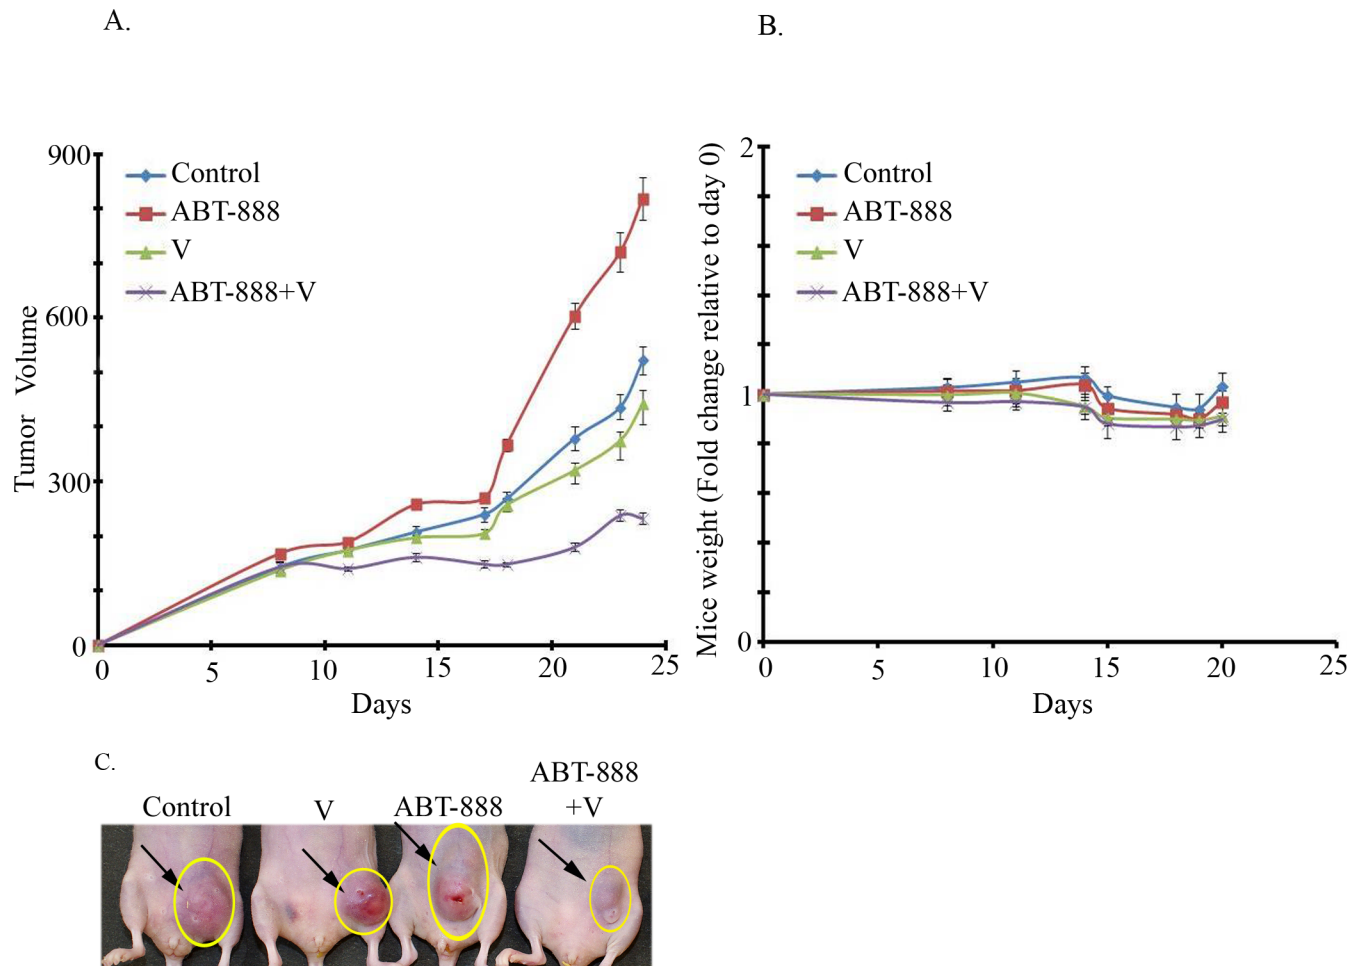 A.
B.
900
600
300
0
Tumor Volume
Control
ABT-888
V
ABT-888+V
0
5
10
15
20
25
Days
2
1
0
Mice weight (Fold change relative to day 0)
Control
ABT-888
V
ABT-888+V
0
5
10
15
20
25
Days
C.
Control
V
ABT-888
ABT-888
+V